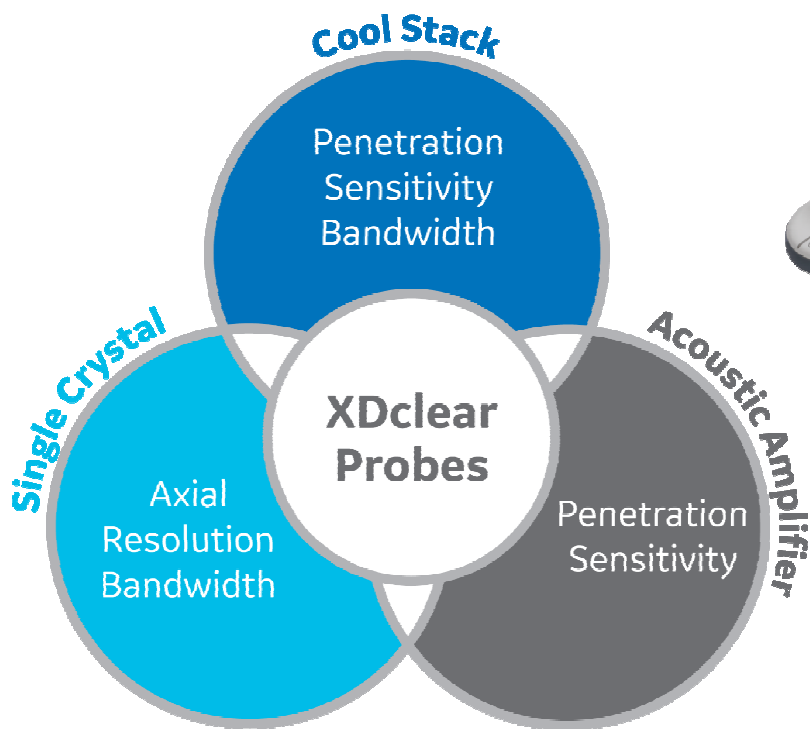 Cool Stack
Penetration
Sensitivity
Bandwidth
Single Crystal
Axial
Resolution
Bandwidth
XDclear
Probes
Acoustic Amplifier
Penetration
Sensitivity